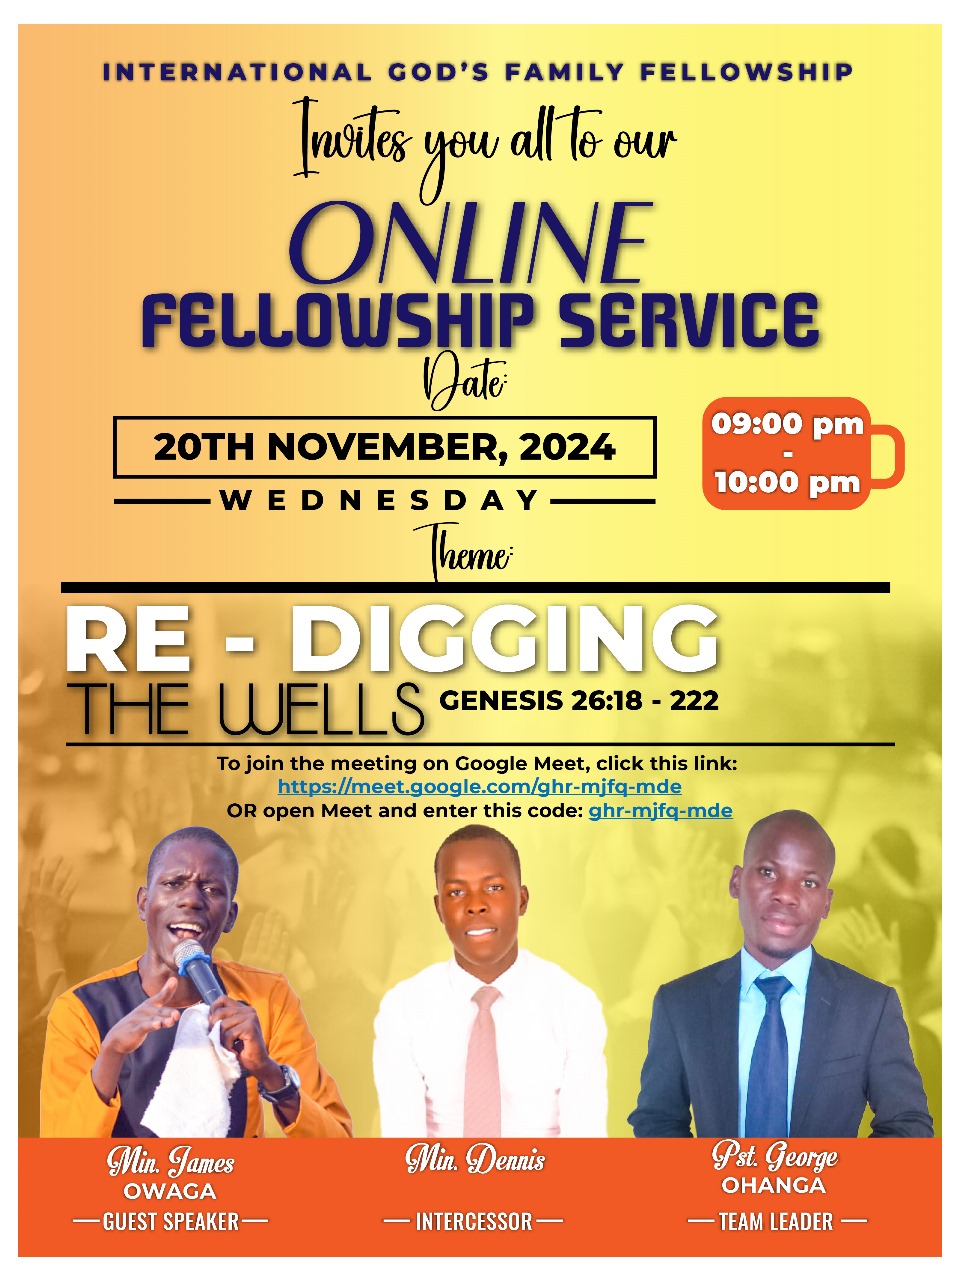 INTERNATIONAL GOD'S FAMILY FELLOWSHIP
Invites you all to our
ONLINE
FELLOWSHIP SERVICE
Date:
20TH NOVEMBER, 2024
WEDNESDAY
09:00 pm
-
10:00 pm
Theme:
RE - DIGGING
THE WELLS GENESIS 26:18 - 222
To join the meeting on Google Meet, click this link:
https://meet.google.com/ghr-mjfq-mde
OR open Meet and enter this code: ghr-mjfq-mde
Min. James
OWAGA
GUEST SPEAKER
Min. Dennis
INTERCESSOR
Pst. George
OHANGA
TEAM LEADER